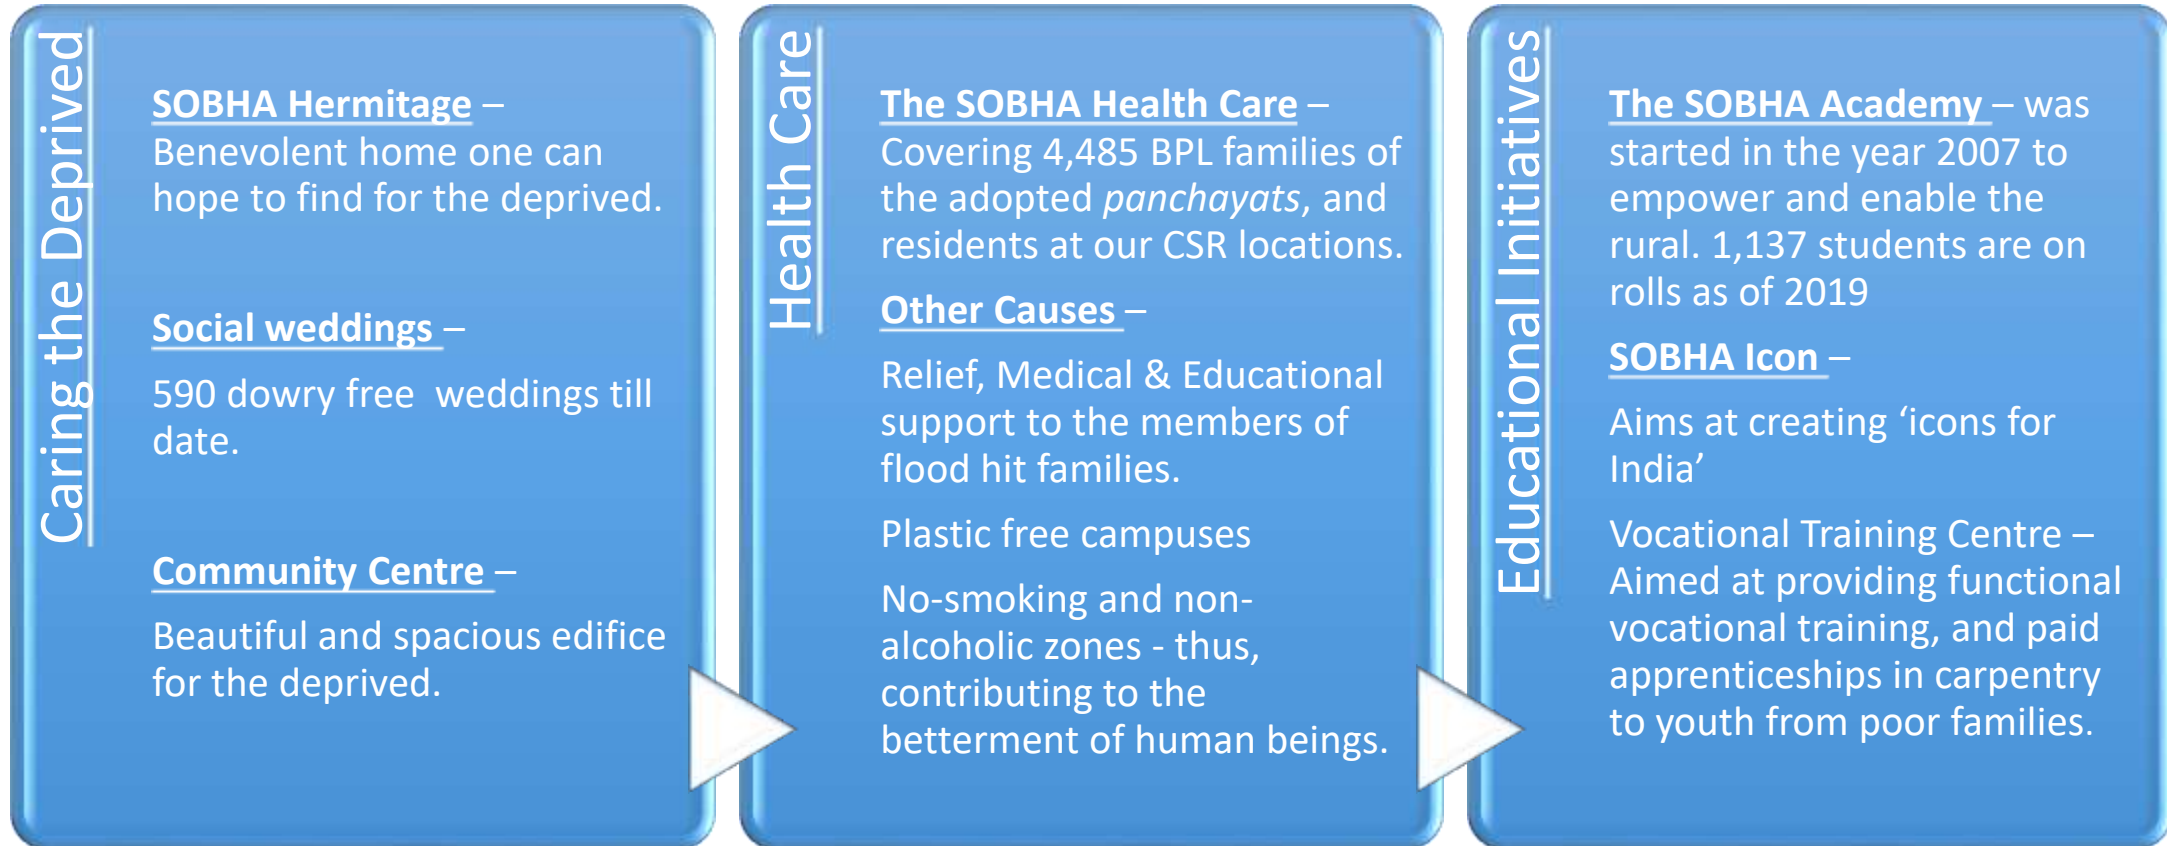 Caring the Deprived
SOBHA Hermitage –
Benevolent home one can
hope to find for the deprived.
Social weddings –
590 dowry free weddings till
date.
Community Centre –
Beautiful and spacious edifice
for the deprived.
Health Care
The SOBHA Health Care –
Covering 4,485 BPL families of
the adopted panchayats, and
residents at our CSR locations.
Other Causes –
Relief, Medical & Educational
support to the members of
flood hit families.
Plastic free campuses
No-smoking and non-
alcoholic zones - thus,
contributing to the
betterment of human beings.
Educational Initiatives
The SOBHA Academy – was
started in the year 2007 to
empower and enable the
rural. 1,137 students are on
rolls as of 2019
SOBHA Icon –
Aims at creating ‘icons for
India’
Vocational Training Centre –
Aimed at providing functional
vocational training, and paid
apprenticeships in carpentry
to youth from poor families.